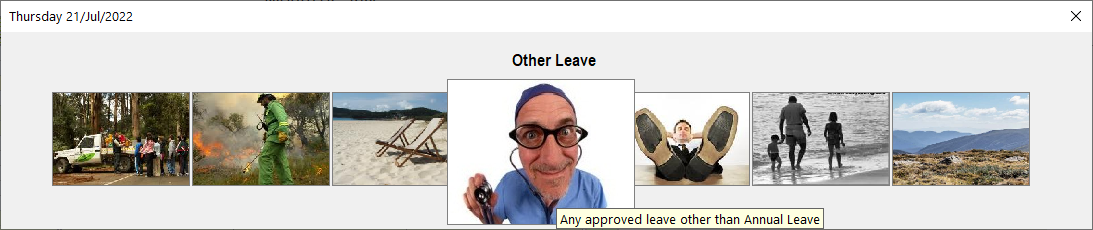 Thursday 21/Jul/2022
Other Leave
Any approved leave other than Annual Leave